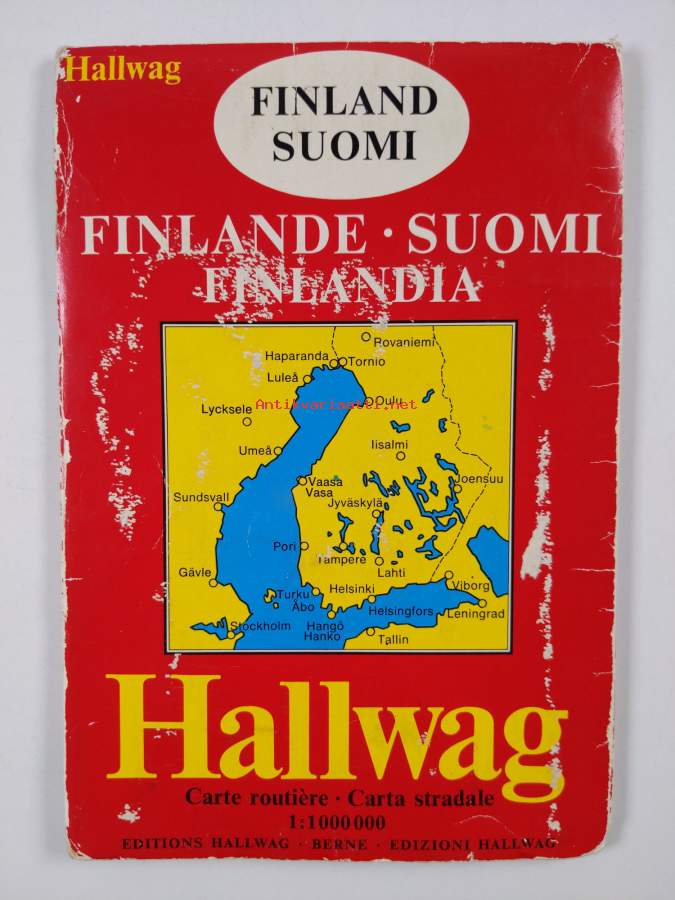 Hallwag
FINLAND
SUOMI
FINLANDE · SUOMI
FINLANDIA
Rovaniemi
Haparanda
Tornio
Luleå
Oulu
Antikvariaatti.net
Lycksele
Umeå
Iisalmi
Joensuu
Vaasa
Vasa
Sundsvall
Jyväskylä
Pori
Tampere
Lahti
Gävle
Viborg
Turku
Åbo
Helsinki
Helsingfors
Leningrad
Stockholm
Hangö
Hanko
Tallin
Hallwag
Carte routière · Carta stradale
1:1000000
EDITIONS HALLWAG · BERNE · EDIZIONI HALLWAG